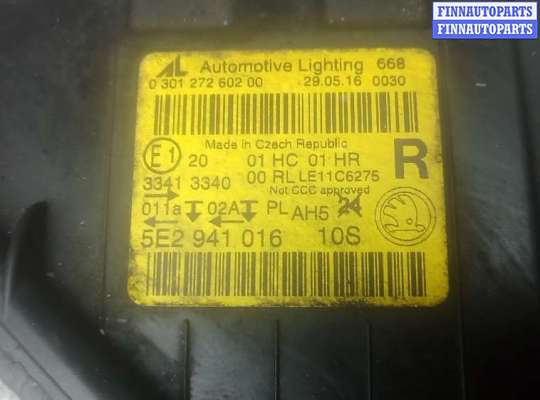 FINNAUTOPARTS
FINNAUTOPARTS
AL Automotive Lighting 668
0 301 272 602 00 29.05.16 0030
Made in Czech Republic
E1 20 01 HC 01 HR R
3341 3340 00 RL LE11C6275
Not CCC approved
011a 02A PL AH5 24
5E2 941 016 10S